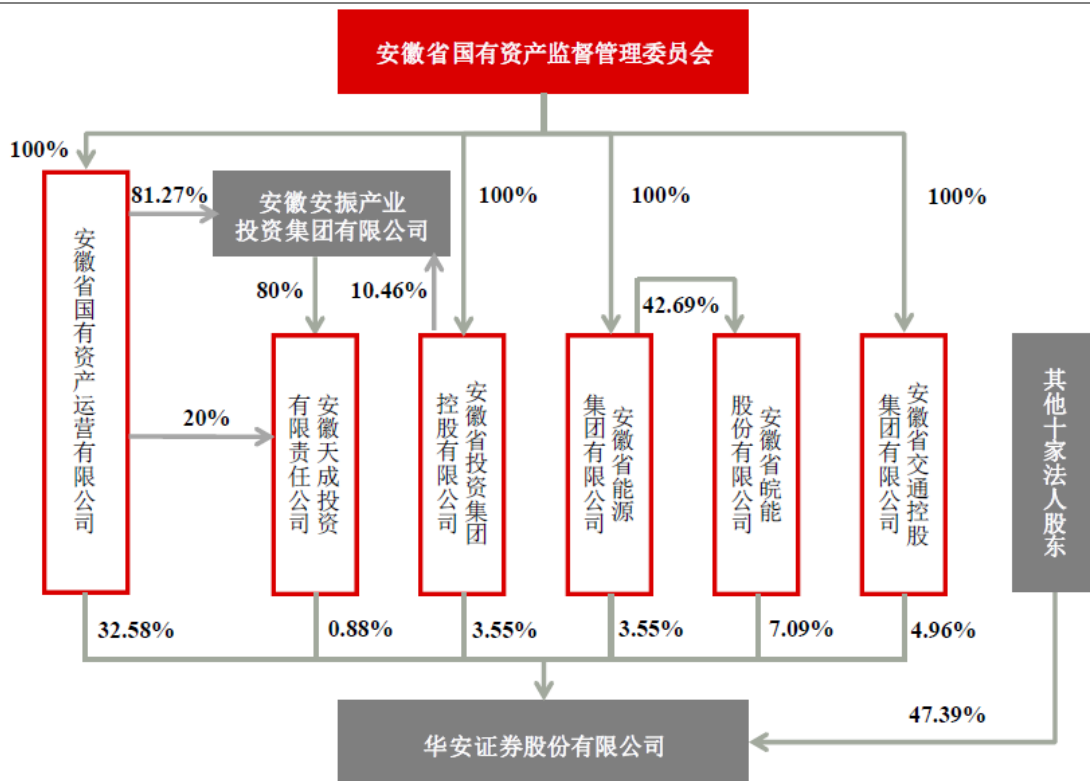 安徽省国有资产监督管理委员会
100%
81.27%
安徽安振产业
投资集团有限公司
100%
100%
100%
安徽省国有资产运营有限公司
80%
10.46%
42.69%
20%
安徽天成投资
有限责任公司
安徽省投资集团
控股有限公司
安徽省能源
集团有限公司
安徽省皖能
股份有限公司
安徽省交通控股
集团有限公司
其他十家法人股东
32.58%
0.88%
3.55%
3.55%
7.09%
4.96%
47.39%
华安证券股份有限公司